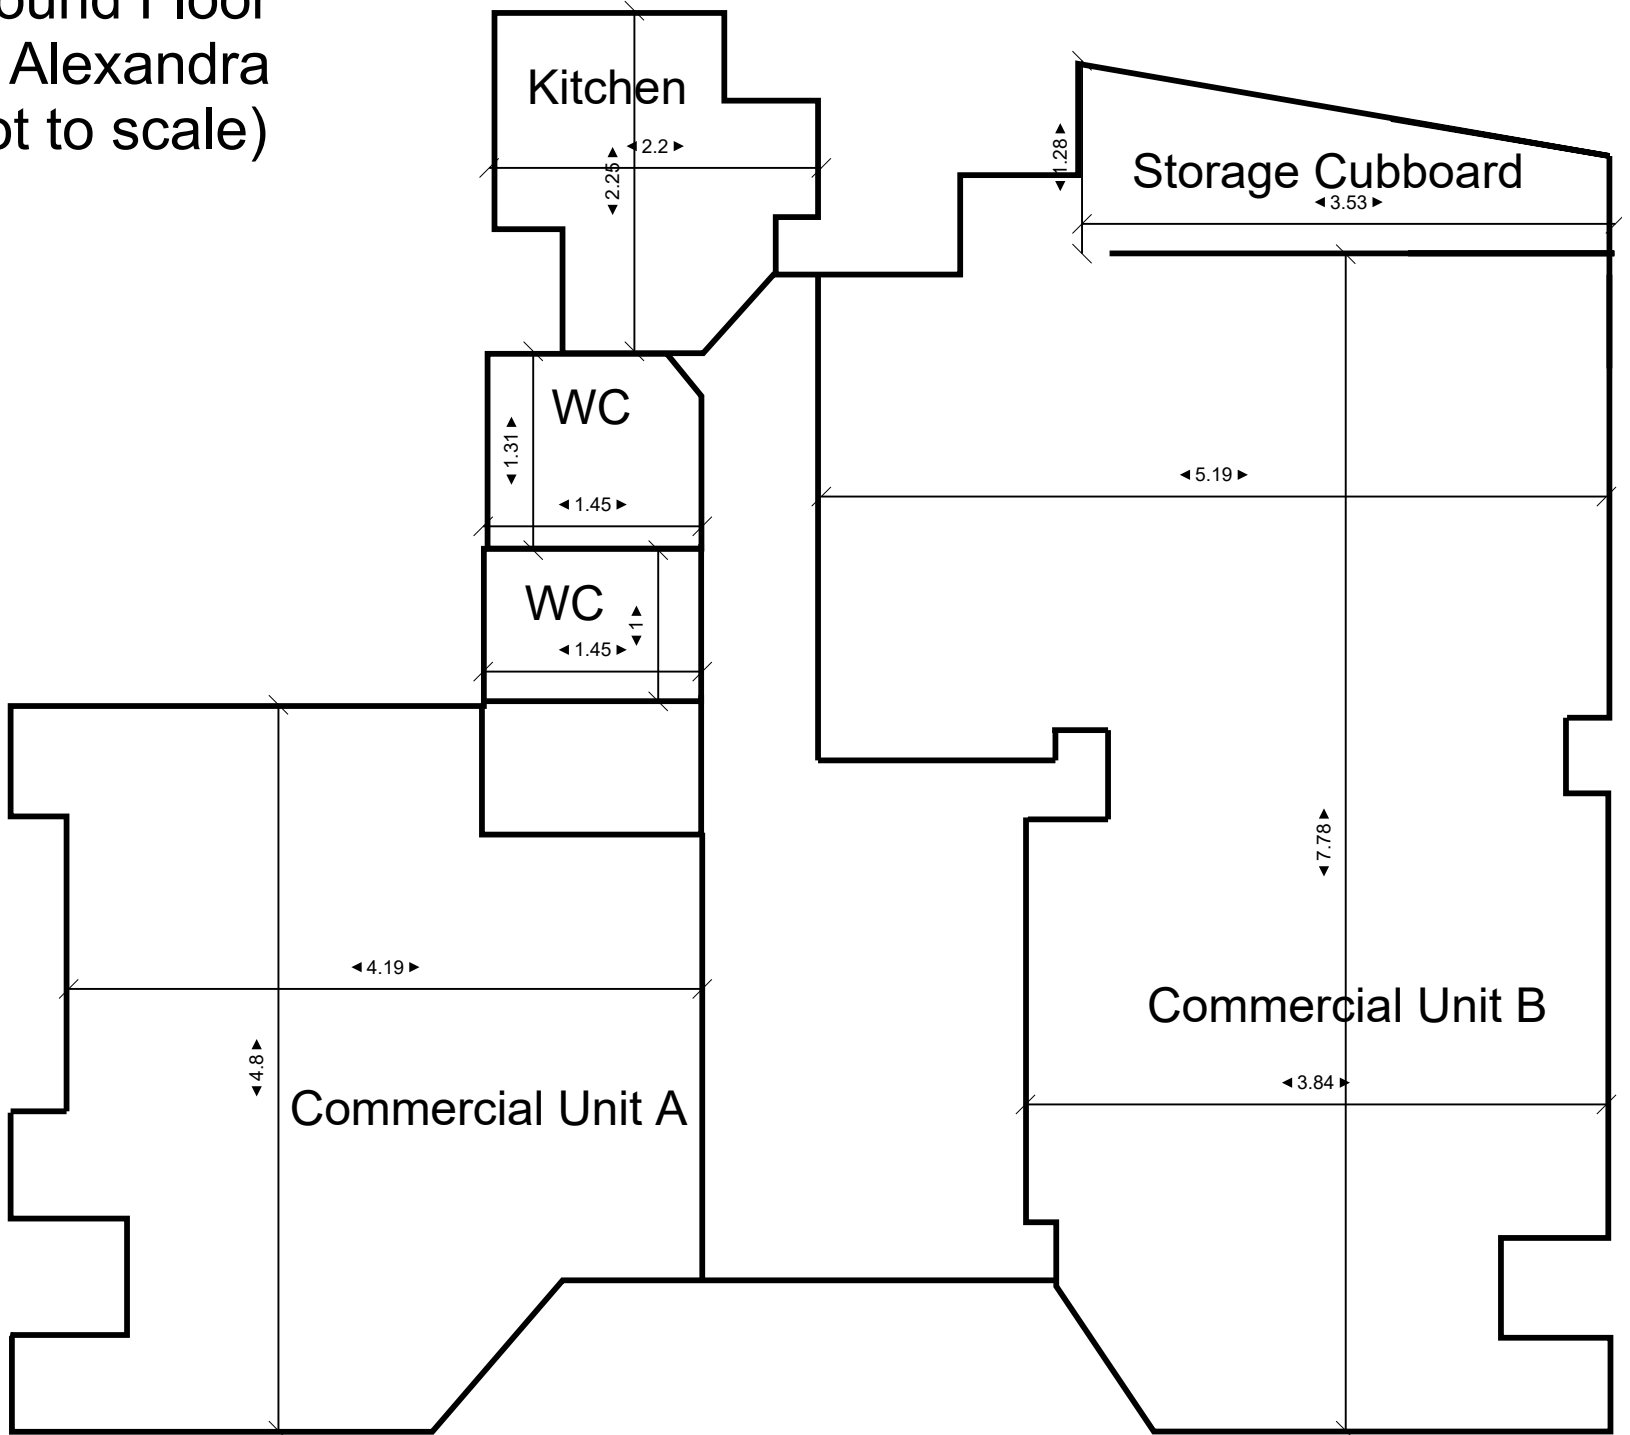 Floor
Alexandra
to scale)
Kitchen
2.2
2.25
1.28
Storage Cubboard
3.53
WC
1.31
1.45
5.19
WC
1
1.45
7.78
4.19
Commercial Unit B
4.8
3.84
Commercial Unit A